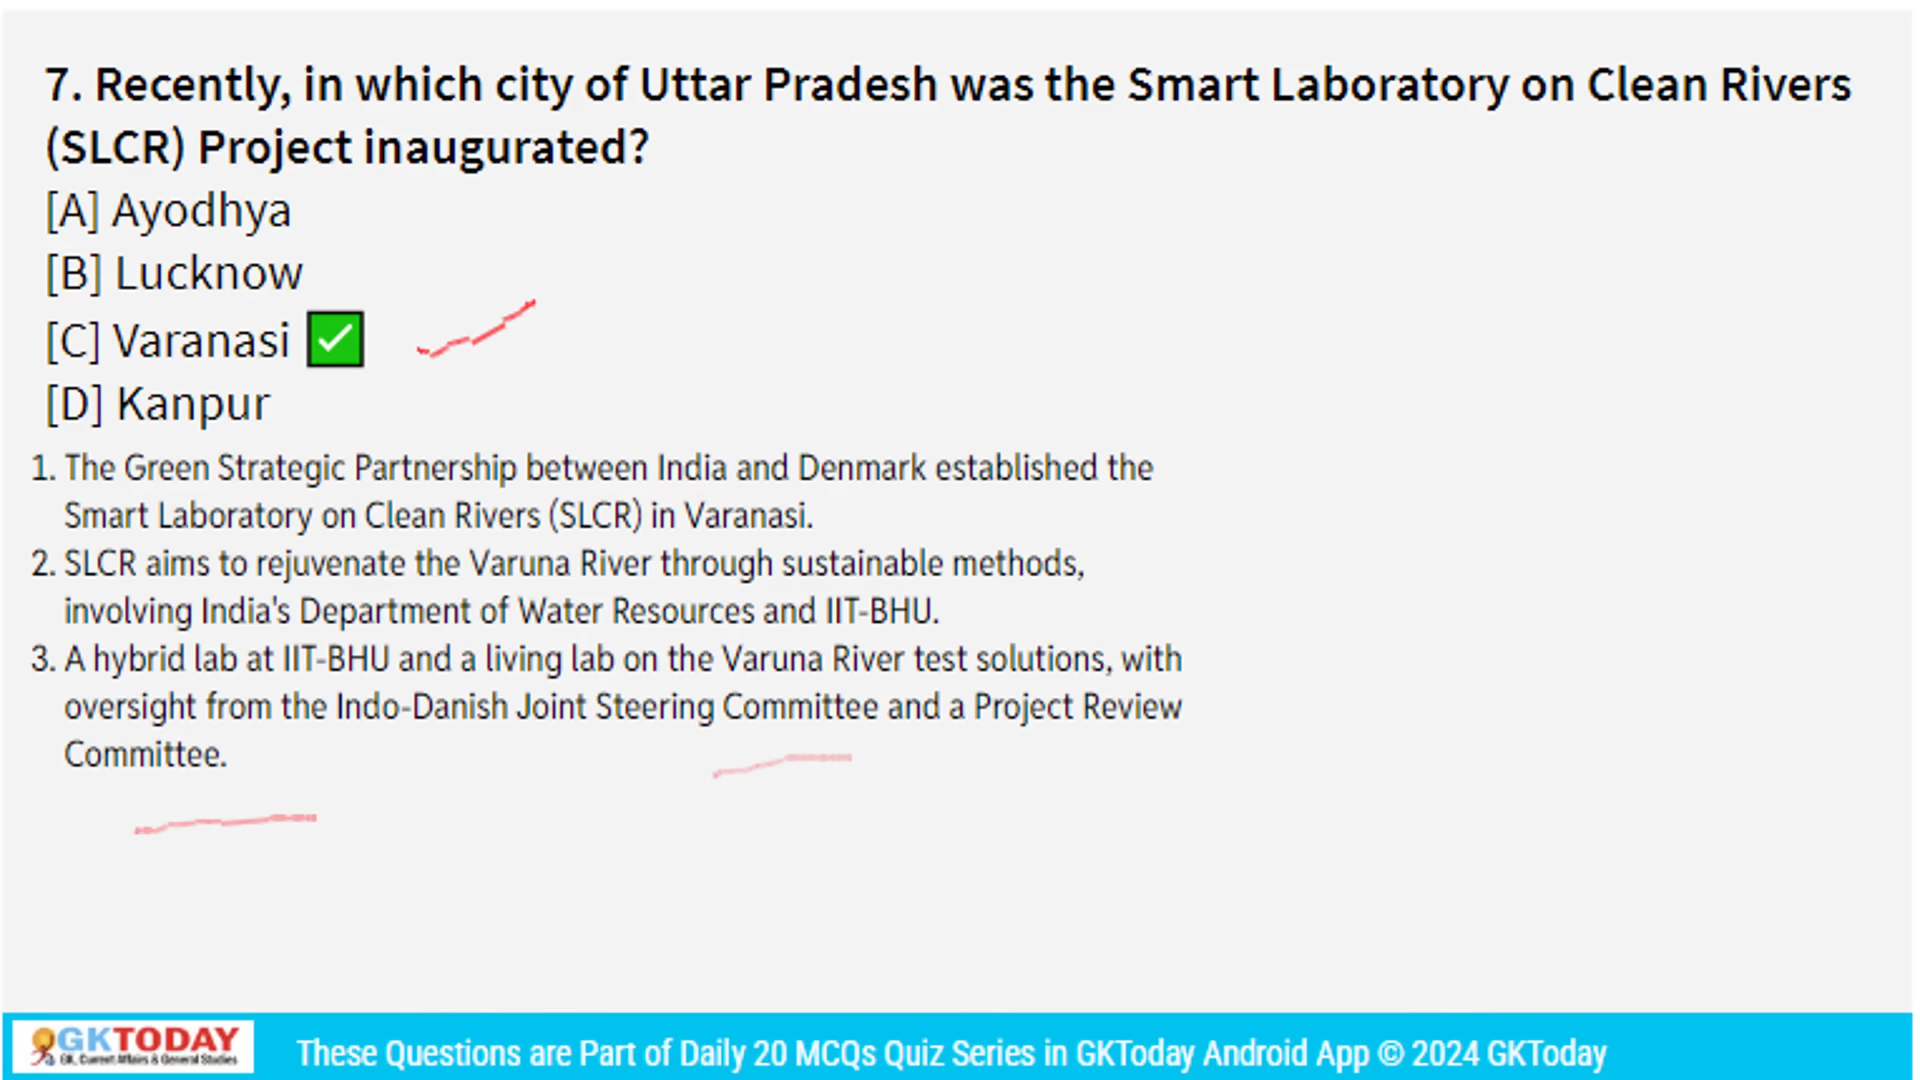 7. Recently, in which city of Uttar Pradesh was the Smart Laboratory on Clean Rivers
(SLCR) Project inaugurated?
[A] Ayodhya
[B] Lucknow
[C] Varanasi
[D] Kanpur
1. The Green Strategic Partnership between India and Denmark established the
Smart Laboratory on Clean Rivers (SLCR) in Varanasi.
2. SLCR aims to rejuvenate the Varuna River through sustainable methods,
involving India's Department of Water Resources and IIT-BHU.
3. A hybrid lab at IIT-BHU and a living lab on the Varuna River test solutions, with
oversight from the Indo-Danish Joint Steering Committee and a Project Review
Committee.
GKTODAY
GK, Current Affairs & General Studies
These Questions are Part of Daily 20 MCQs Quiz Series in GKToday Android App © 2024 GKToday